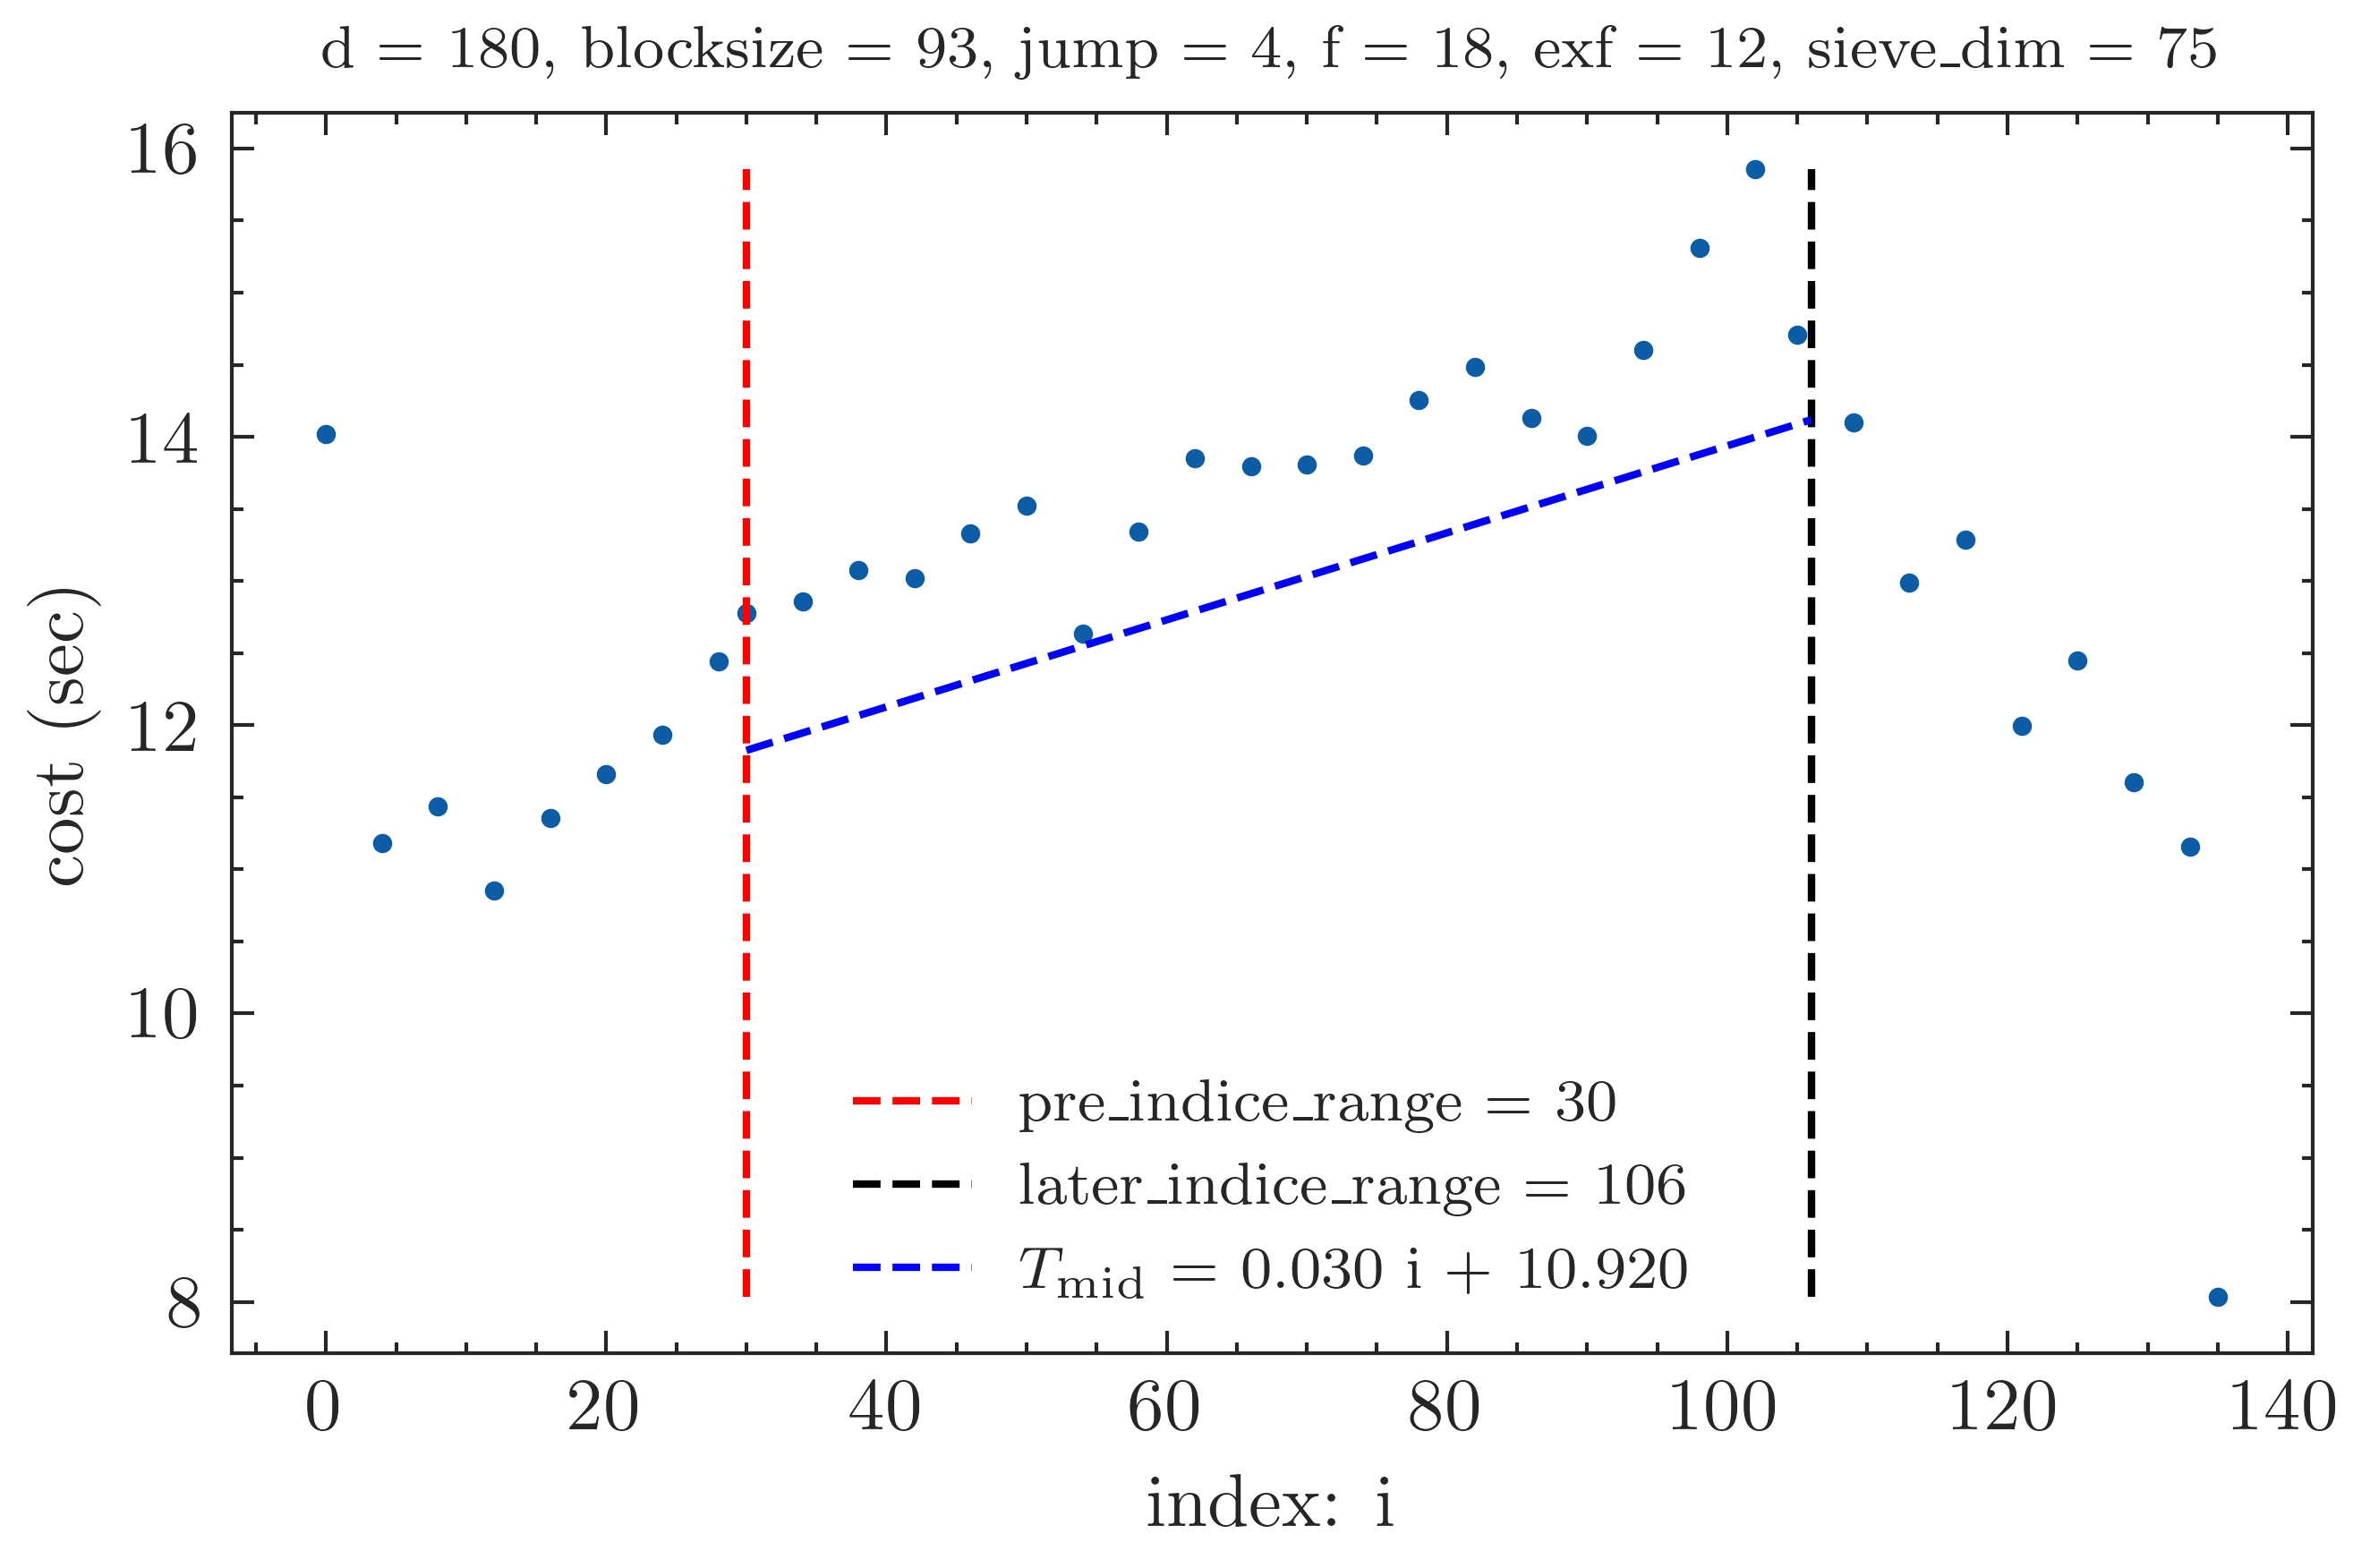 d = 180, blocksize = 93, jump = 4, f = 18, exf = 12, sieve_dim = 75
16
14
12
10
8
cost (sec)
pre_indice_range = 30
later_indice_range = 106
T_mid = 0.030 i + 10.920
0 20 40 60 80 100 120 140
index: i